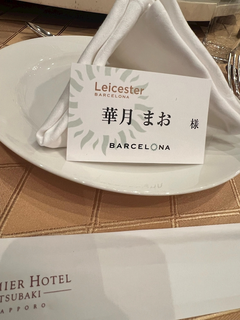 Leicester
BARCELONA
華月 まお 様
BARCELONA
MIER HOTEL
TSUBAKI
SAPPORO